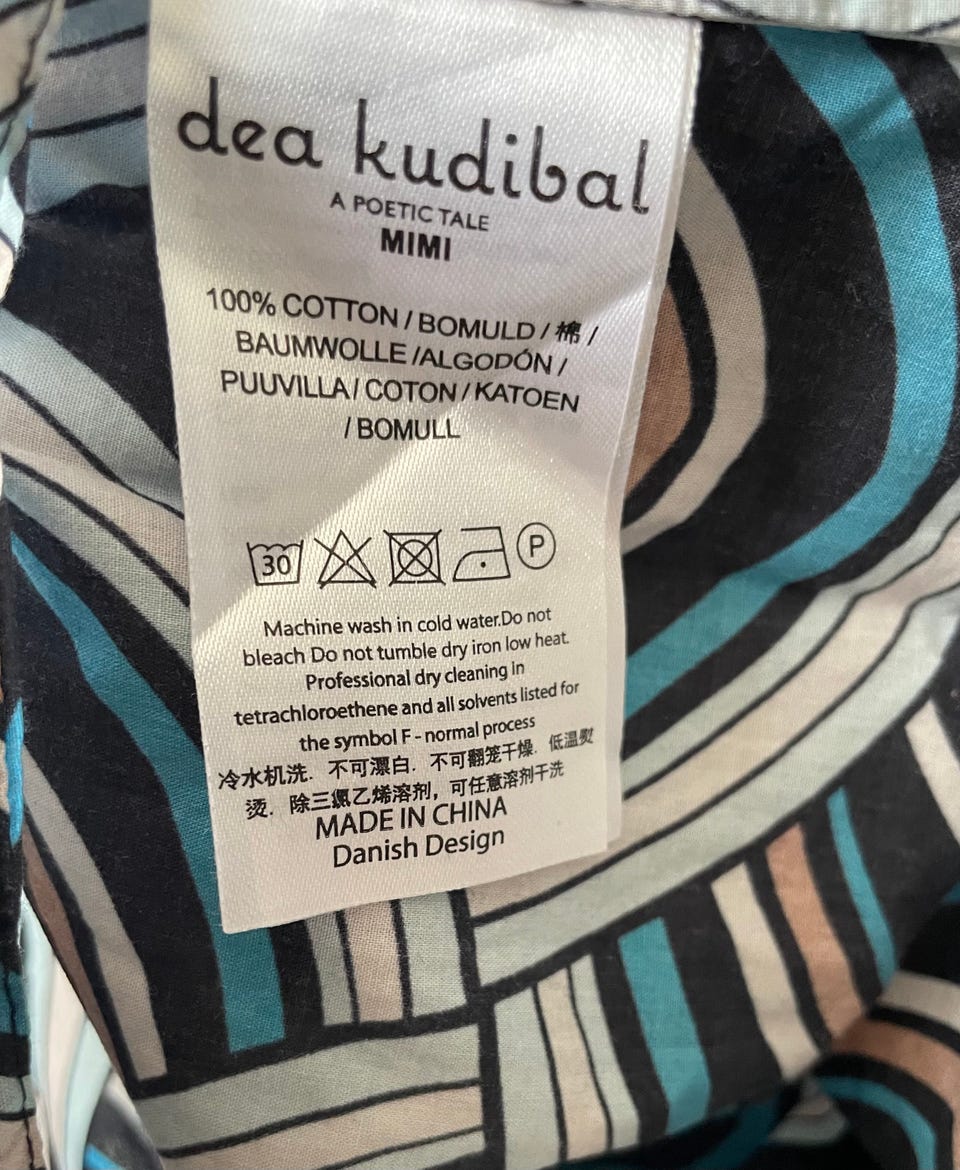 dea kudibal
A POETIC TALE
MIMI
100% COTTON / BOMULD / 棉 /
BAUMWOLLE /ALGODÓN /
PUUVILLA / COTON / KATOEN
/ BOMULL
30 P
Machine wash in cold water.Do not
bleach Do not tumble dry iron low heat.
Professional dry cleaning in
tetrachloroethene and all solvents listed for
the symbol F - normal process
冷水机洗. 不可漂白. 不可翻笼干燥. 低温熨
烫. 除三氯乙烯溶剂，可任意溶剂干洗
MADE IN CHINA
Danish Design